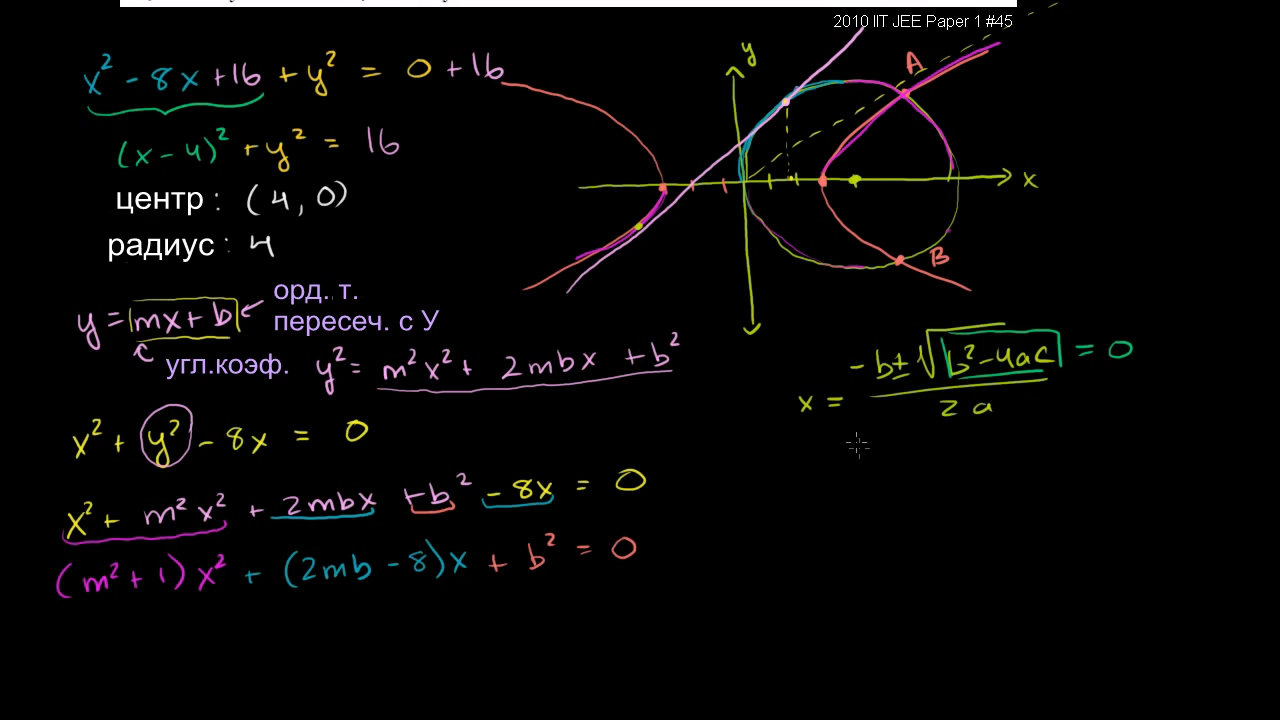 2010 IIT JEE Paper 1 #45
x² - 8x + 16 + y² = 0 + 16
(x - 4)² + y² = 16
центр : (4, 0)
радиус : 4
y = mx + b
орд. т.
пересеч. с У
угл.коэф.
y² = m²x² + 2mbx + b²
x² + y² - 8x = 0
x² + m²x² + 2mbx + b² - 8x = 0
(m² + 1)x² + (2mb - 8)x + b² = 0
y
A
x
B
x = (-b ± √(b² - 4ac)) / 2a = 0